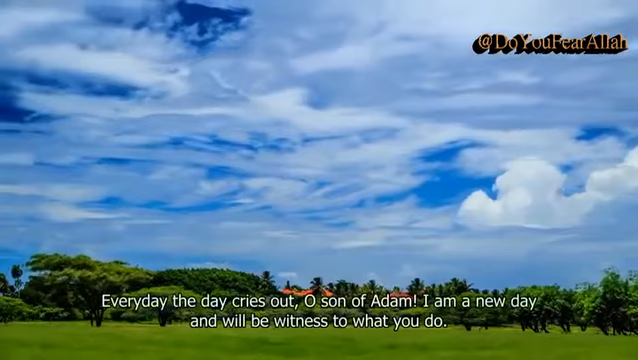 @DoYouFearAllah
Everyday the day cries out, O son of Adam! I am a new day
and will be witness to what you do.